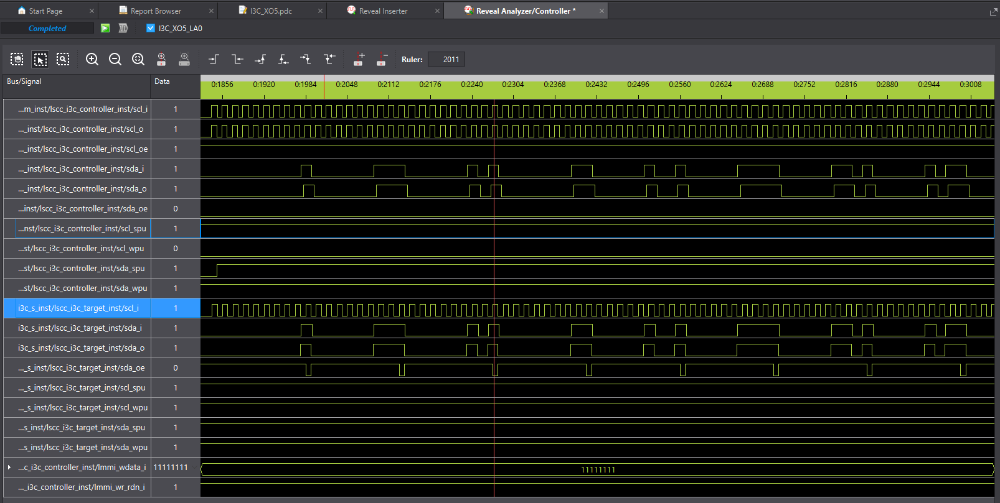 Start Page
Report Browser
I3C_XO5.pdc
Reveal Inserter
Reveal Analyzer/Controller *
Completed
I3C_XO5_LA0
Ruler: 2011
Bus/Signal Data
0:1856 0:1920 0:1984 0:2048 0:2112 0:2176 0:2240 0:2304 0:2368 0:2432 0:2496 0:2560 0:2624 0:2688 0:2752 0:2816 0:2880 0:2944 0:3008
...m_inst/lscc_i3c_controller_inst/scl_i 1
..._inst/lscc_i3c_controller_inst/scl_o 1
..._inst/lscc_i3c_controller_inst/scl_oe 1
..._inst/lscc_i3c_controller_inst/sda_i 1
..._inst/lscc_i3c_controller_inst/sda_o 1
...inst/lscc_i3c_controller_inst/sda_oe 0
...nst/lscc_i3c_controller_inst/scl_spu 1
...st/lscc_i3c_controller_inst/scl_wpu 0
...st/lscc_i3c_controller_inst/sda_spu 1
...st/lscc_i3c_controller_inst/sda_wpu 1
i3c_s_inst/lscc_i3c_target_inst/scl_i 1
i3c_s_inst/lscc_i3c_target_inst/sda_i 1
i3c_s_inst/lscc_i3c_target_inst/sda_o 1
..._s_inst/lscc_i3c_target_inst/sda_oe 0
..._s_inst/lscc_i3c_target_inst/scl_spu 1
..._s_inst/lscc_i3c_target_inst/scl_wpu 1
...s_inst/lscc_i3c_target_inst/sda_spu 1
...s_inst/lscc_i3c_target_inst/sda_wpu 1
...c_i3c_controller_inst/lmmi_wdata_i 11111111 11111111
..._i3c_controller_inst/lmmi_wr_rdn_i 1